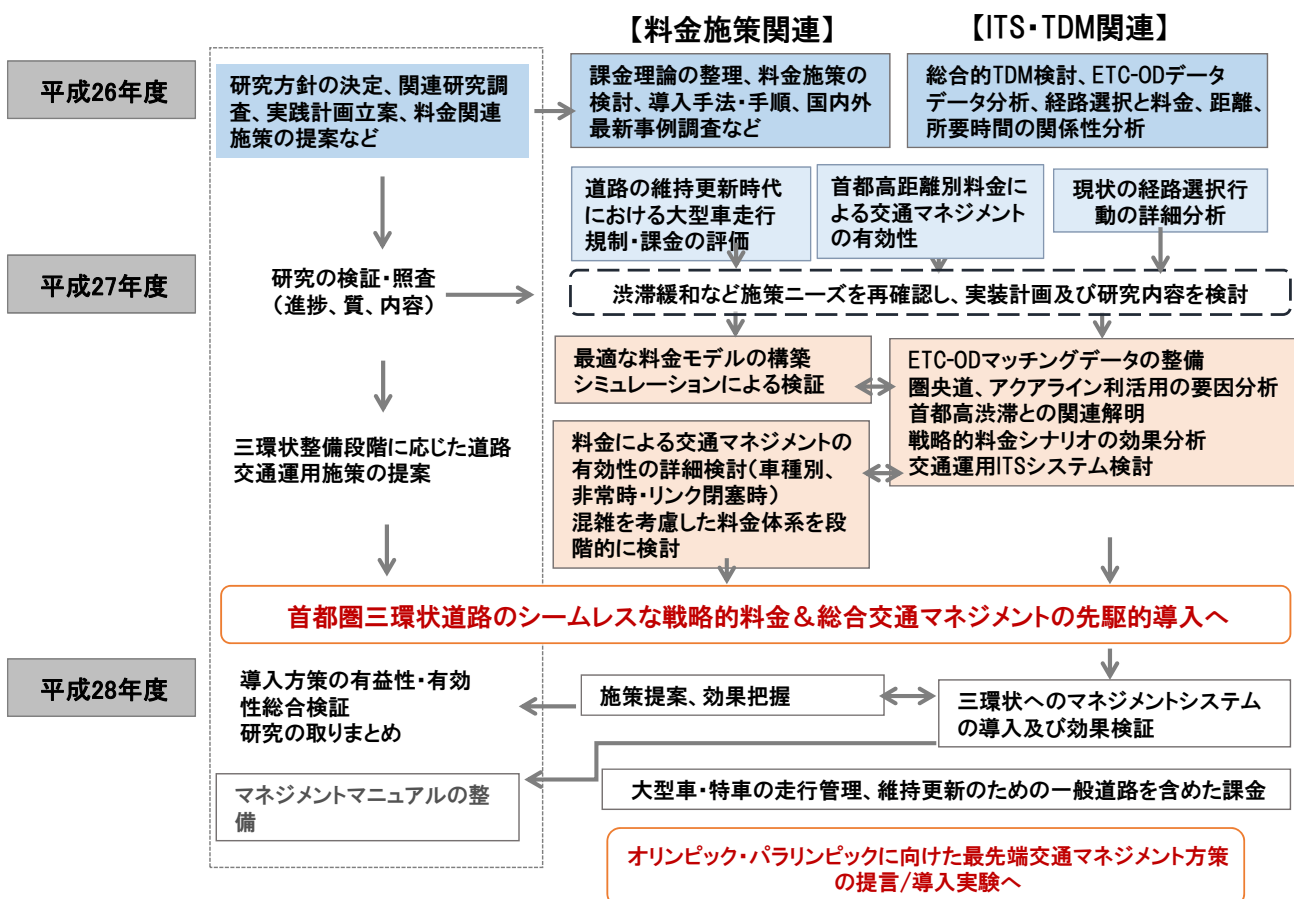 【料金施策関連】
【ITS・TDM関連】
平成26年度
研究方針の決定、関連研究調
査、実践計画立案、料金関連
施策の提案など
課金理論の整理、料金施策の
検討、導入手法・手順、国内外
最新事例調査など
総合的TDM検討、ETC-ODデータ
データ分析、経路選択と料金、距離、
所要時間の関係性分析
道路の維持更新時代
における大型車走行
規制・課金の評価
首都高距離別料金に
よる交通マネジメント
の有効性
現状の経路選択行
動の詳細分析
平成27年度
研究の検証・照査
（進捗、質、内容）
渋滞緩和など施策ニーズを再確認し、実装計画及び研究内容を検討
最適な料金モデルの構築
シミュレーションによる検証
ETC-ODマッチングデータの整備
圏央道、アクアライン利活用の要因分析
首都高渋滞との関連解明
戦略的料金シナリオの効果分析
交通運用ITSシステム検討
三環状整備段階に応じた道路
交通運用施策の提案
料金による交通マネジメントの
有効性の詳細検討（車種別、
非常時・リンク閉塞時）
混雑を考慮した料金体系を段
階的に検討
首都圏三環状道路のシームレスな戦略的料金＆総合交通マネジメントの先駆的導入へ
平成28年度
導入方策の有益性・有効
性総合検証
研究の取りまとめ
施策提案、効果把握
三環状へのマネジメントシステム
の導入及び効果検証
マネジメントマニュアルの整
備
大型車・特車の走行管理、維持更新のための一般道路を含めた課金
オリンピック・パラリンピックに向けた最先端交通マネジメント方策
の提言/導入実験へ